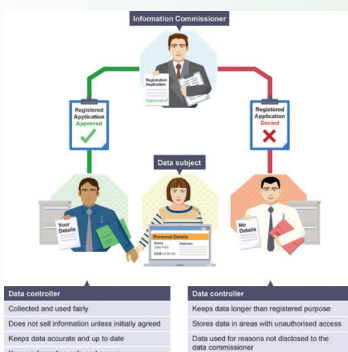 Information Commissioner
Registration
Application
Registered
Application
Approved
Registered
Application
Denied
Data subject
Your
Details
Personal Details
No
Details
Data controller
Collected and used fairly
Does not sell information unless initially agreed
Keeps data accurate and up to date
Data controller
Keeps data longer than registered purpose
Stores data in areas with unauthorised access
Data used for reasons not disclosed to the
data commissioner